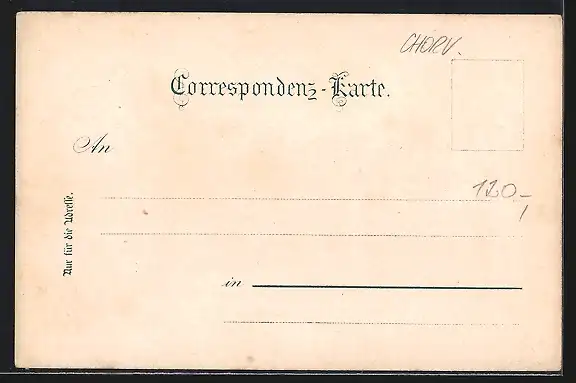 CHORV.
Correspondenz-Karte.
An
120,-
Nur für die Adresse.
in